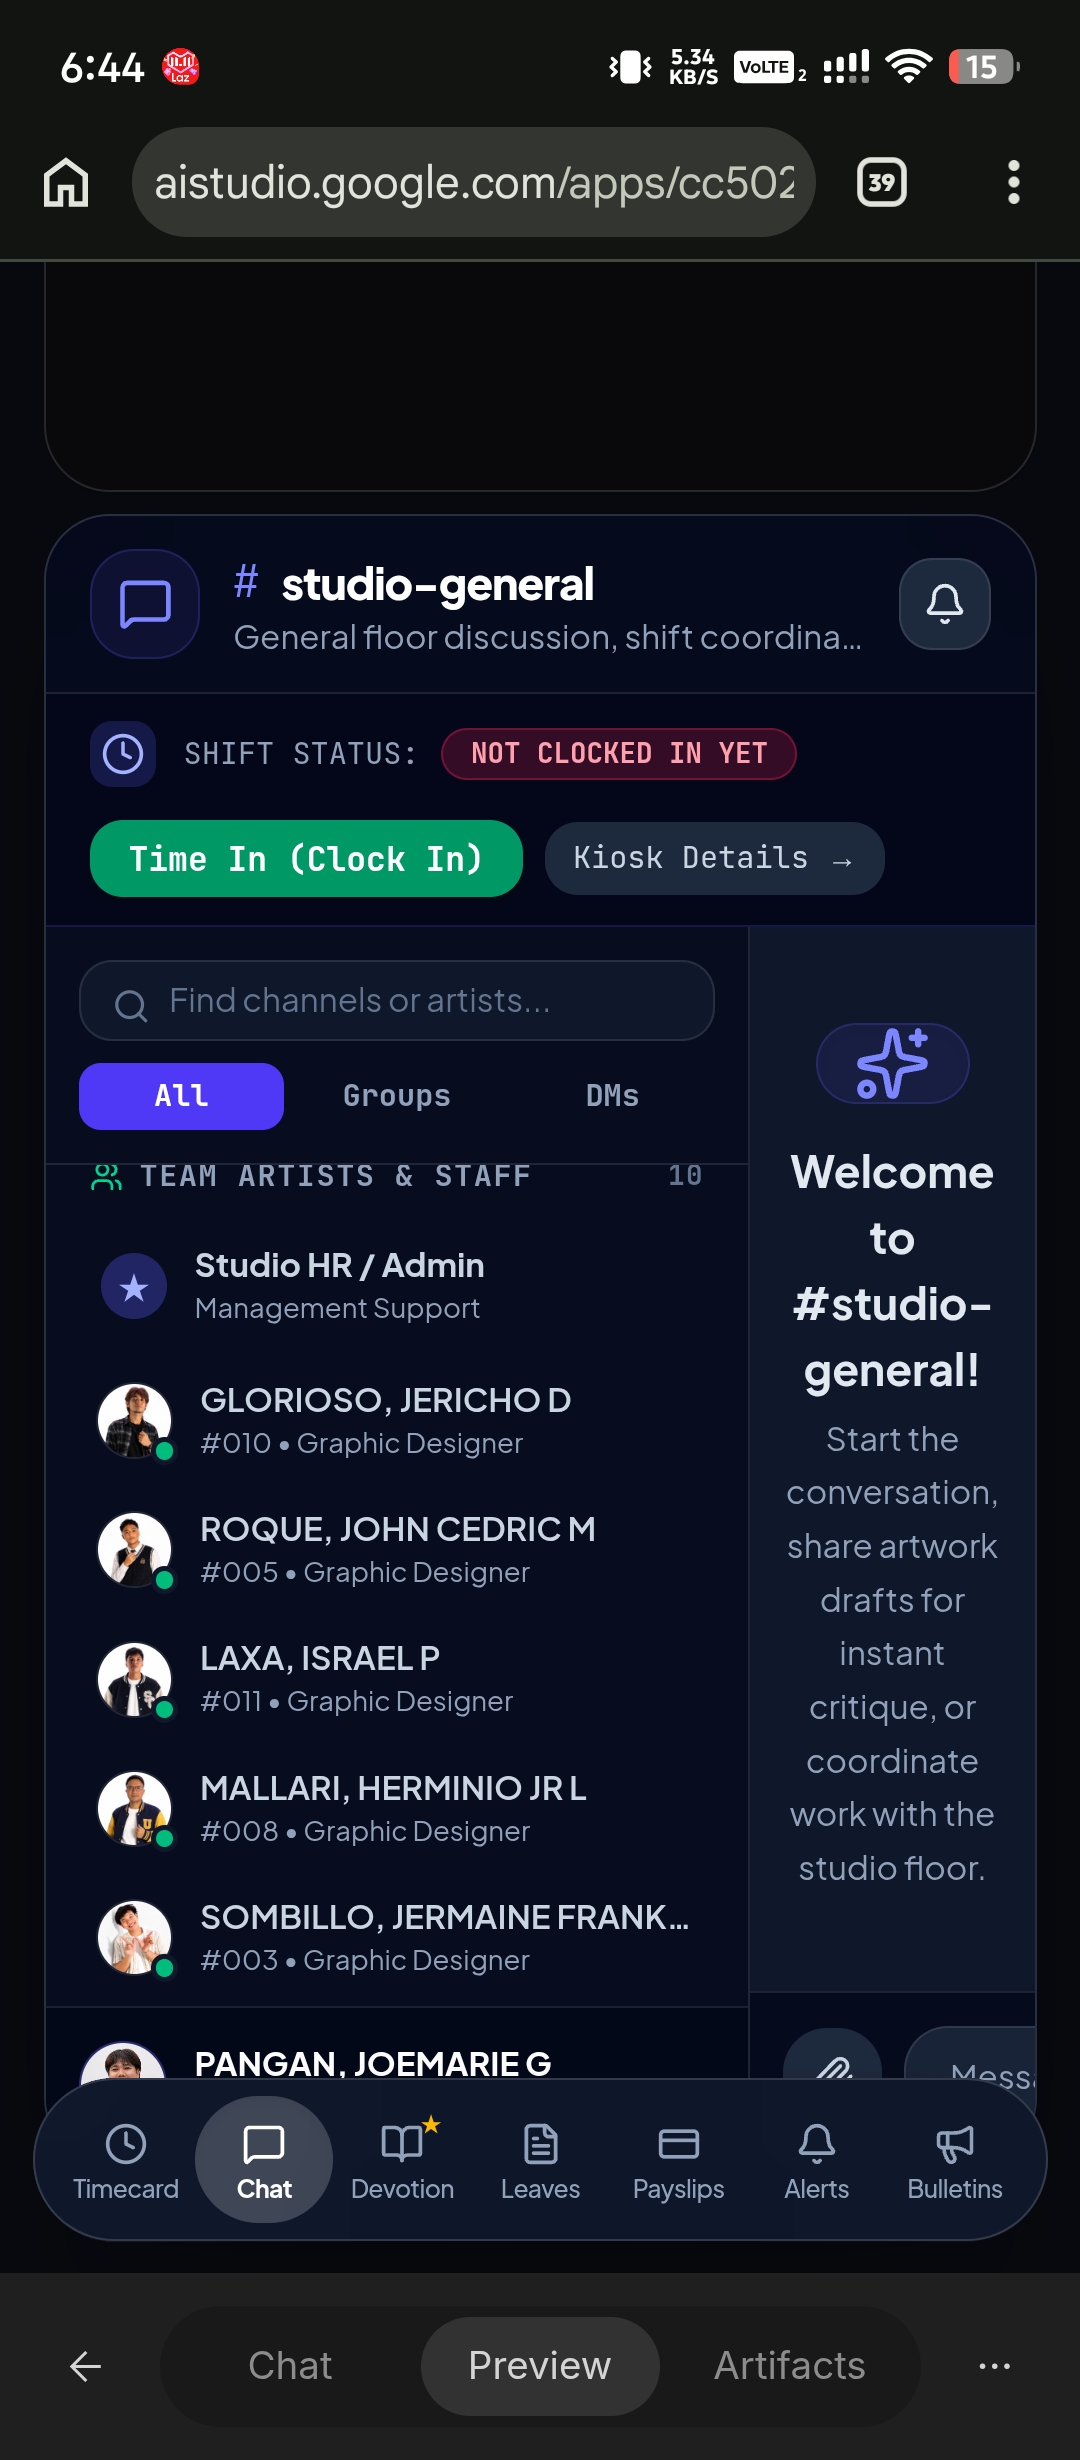 6:44
Laz
5.34
KB/S
VoLTE 2
15
aistudio.google.com/apps/cc502
39
# studio-general
General floor discussion, shift coordina...
SHIFT STATUS: NOT CLOCKED IN YET
Time In (Clock In)
Kiosk Details →
Find channels or artists...
All
Groups
DMs
TEAM ARTISTS & STAFF 10
Studio HR / Admin
Management Support
GLORIOSO, JERICHO D
#010 • Graphic Designer
ROQUE, JOHN CEDRIC M
#005 • Graphic Designer
LAXA, ISRAEL P
#011 • Graphic Designer
MALLARI, HERMINIO JR L
#008 • Graphic Designer
SOMBILLO, JERMAINE FRANK...
#003 • Graphic Designer
PANGAN, JOEMARIE G
Welcome
to
#studio-
general!
Start the
conversation,
share artwork
drafts for
instant
critique, or
coordinate
work with the
studio floor.
Messa
Timecard
Chat
Devotion
Leaves
Payslips
Alerts
Bulletins
Chat
Preview
Artifacts